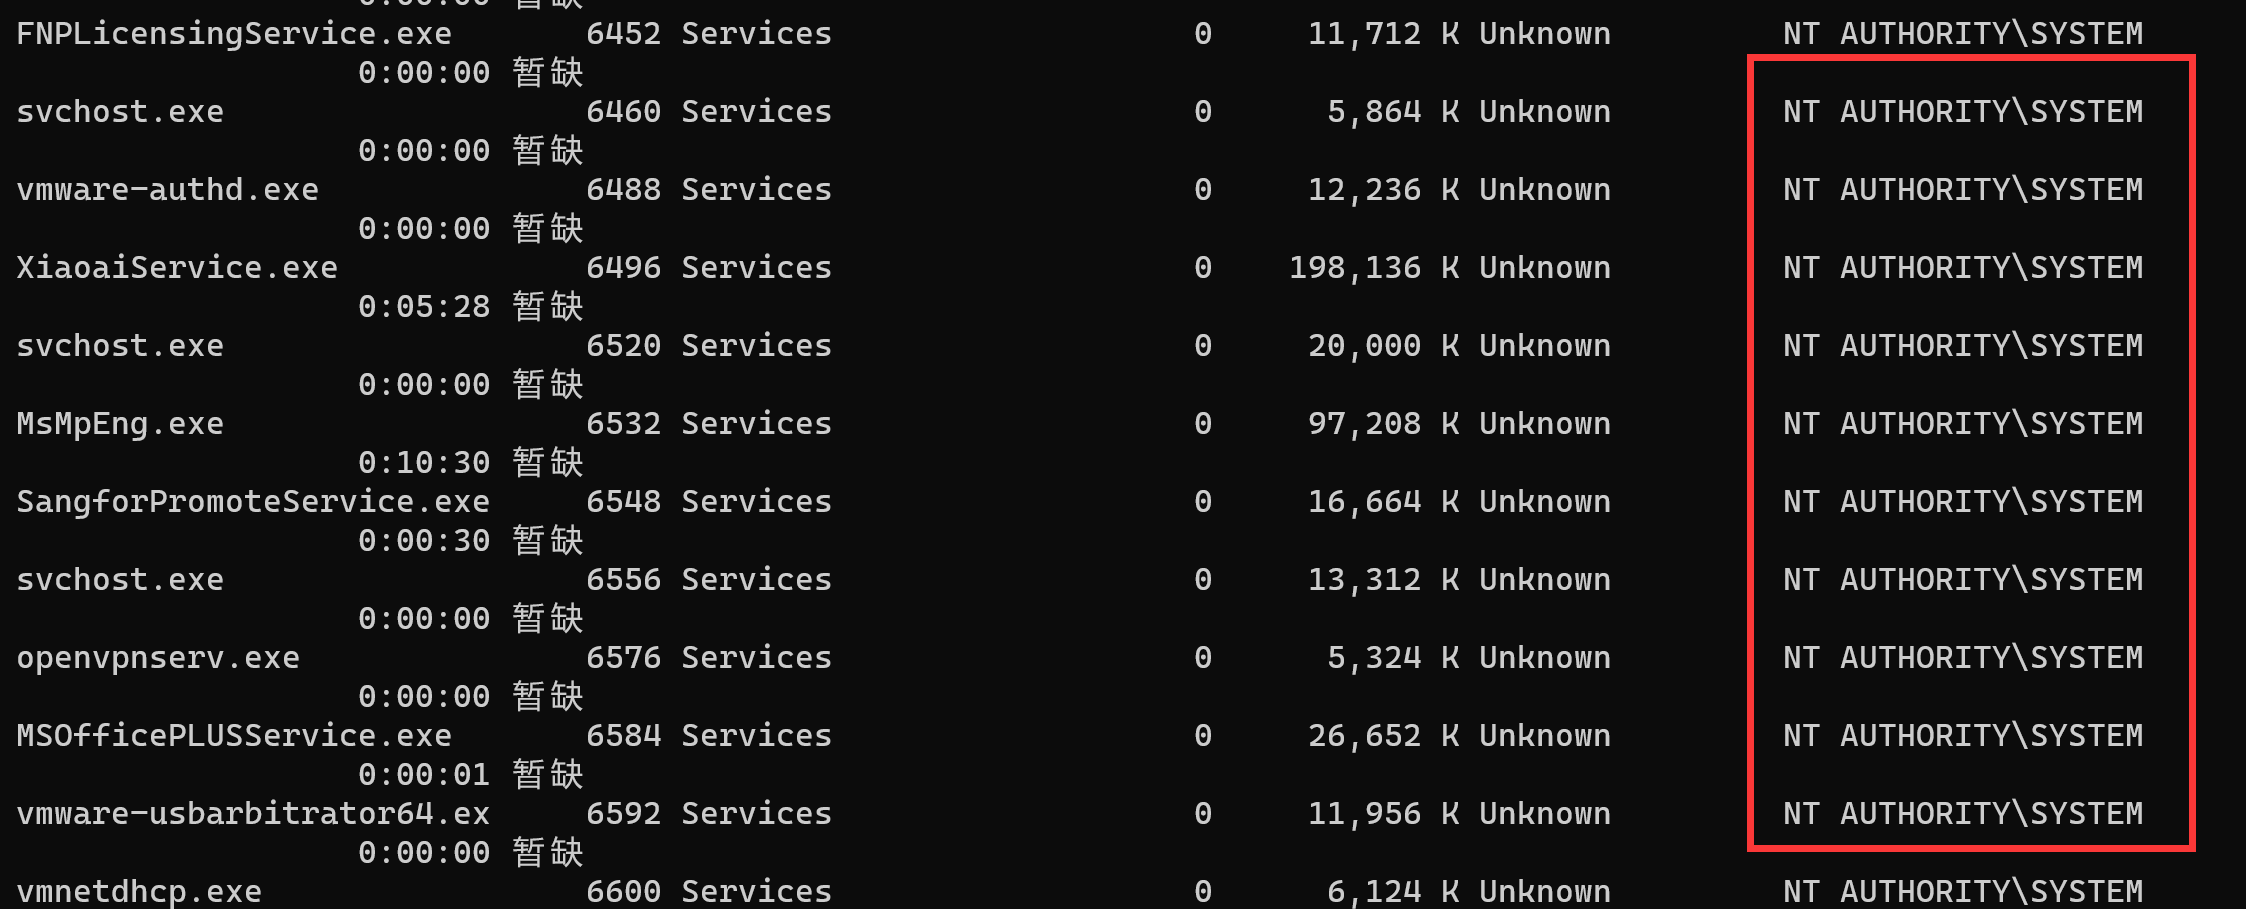 0:00:00 暂缺
FNPLicensingService.exe 6452 Services 0 11,712 K Unknown NT AUTHORITY\SYSTEM
0:00:00 暂缺
svchost.exe 6460 Services 0 5,864 K Unknown NT AUTHORITY\SYSTEM
0:00:00 暂缺
vmware-authd.exe 6488 Services 0 12,236 K Unknown NT AUTHORITY\SYSTEM
0:00:00 暂缺
XiaoaiService.exe 6496 Services 0 198,136 K Unknown NT AUTHORITY\SYSTEM
0:05:28 暂缺
svchost.exe 6520 Services 0 20,000 K Unknown NT AUTHORITY\SYSTEM
0:00:00 暂缺
MsMpEng.exe 6532 Services 0 97,208 K Unknown NT AUTHORITY\SYSTEM
0:10:30 暂缺
SangforPromoteService.exe 6548 Services 0 16,664 K Unknown NT AUTHORITY\SYSTEM
0:00:30 暂缺
svchost.exe 6556 Services 0 13,312 K Unknown NT AUTHORITY\SYSTEM
0:00:00 暂缺
openvpnserv.exe 6576 Services 0 5,324 K Unknown NT AUTHORITY\SYSTEM
0:00:00 暂缺
MSOfficePLUSService.exe 6584 Services 0 26,652 K Unknown NT AUTHORITY\SYSTEM
0:00:01 暂缺
vmware-usbarbitrator64.ex 6592 Services 0 11,956 K Unknown NT AUTHORITY\SYSTEM
0:00:00 暂缺
vmnetdhcp.exe 6600 Services 0 6,124 K Unknown NT AUTHORITY\SYSTEM